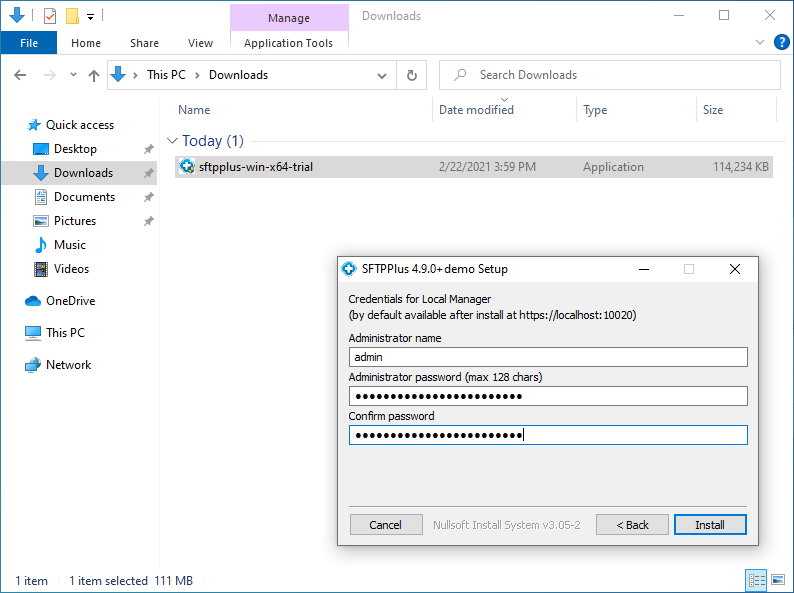 Manage
Downloads
File
Home
Share
View
Application Tools
This PC
Downloads
Search Downloads
Name
Date modified
Type
Size
Quick access
Desktop
Downloads
Documents
Pictures
Music
Videos
OneDrive
This PC
Network
Today (1)
sftpplus-win-x64-trial 2/22/2021 3:59 PM Application 114,234 KB
SFTPPlus 4.9.0+demo Setup
Credentials for Local Manager
(by default available after install at https://localhost:10020)
Administrator name
admin
Administrator password (max 128 chars)
●●●●●●●●●●●●●●●●●●●●●●●●
Confirm password
●●●●●●●●●●●●●●●●●●●●●●●●
Cancel
Nullsoft Install System v3.05-2
< Back
Install
1 item
1 item selected 111 MB